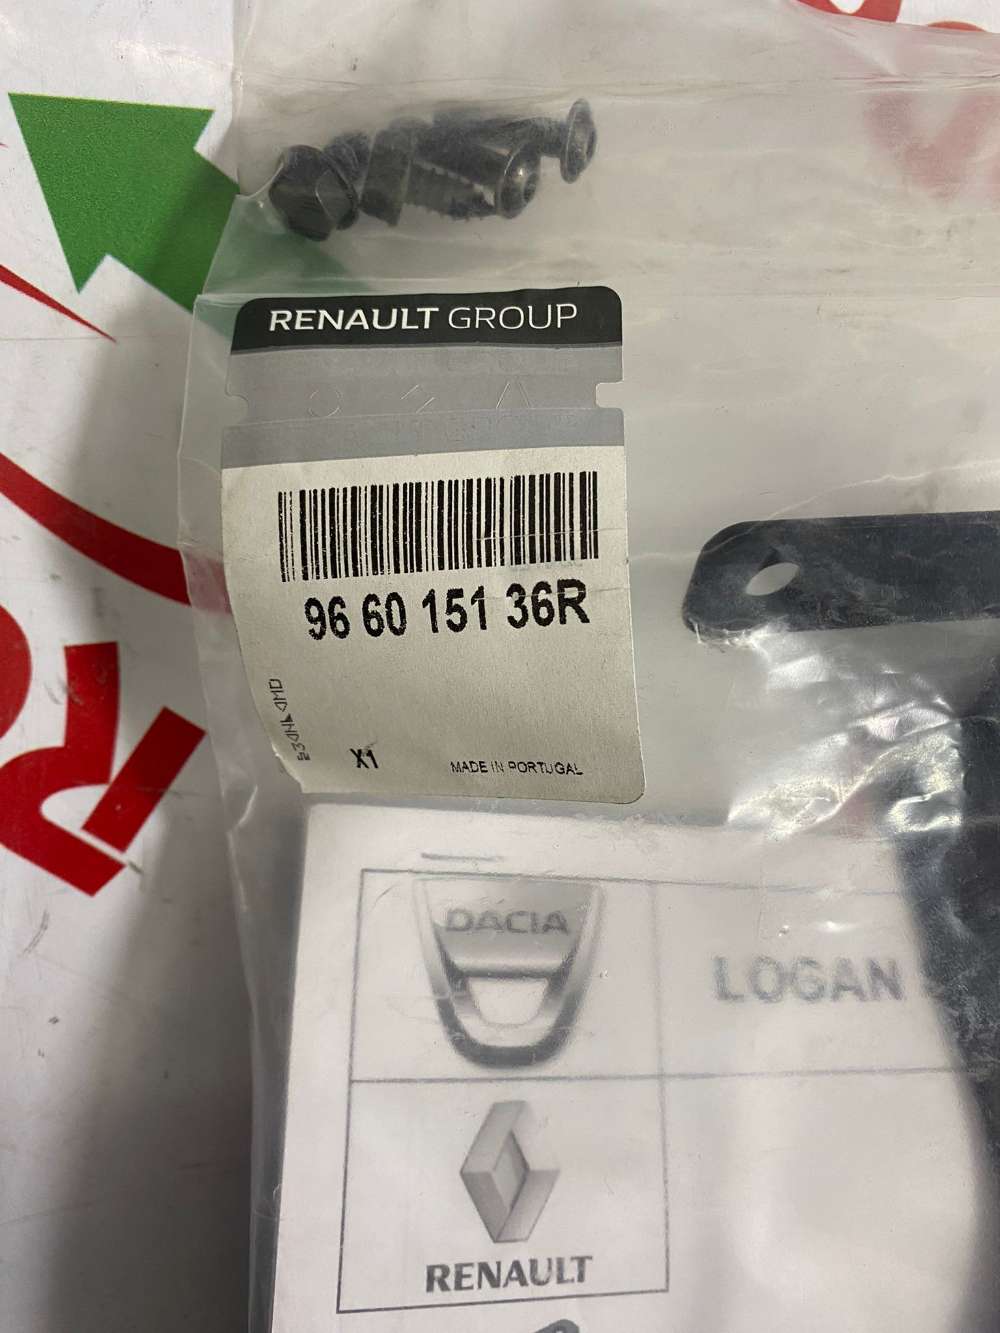 RENAULT GROUP
96 60 151 36R
X1
MADE IN PORTUGAL
DACIA
LOGAN
RENAULT